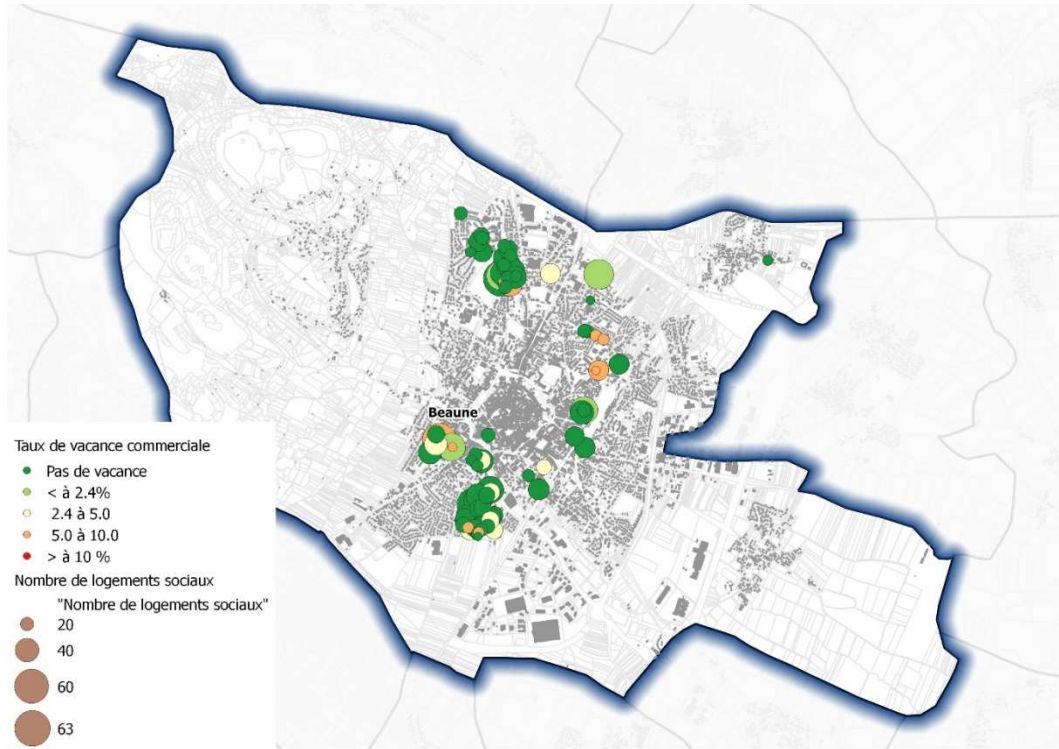 Beaune
Taux de vacance commerciale
Pas de vacance
< à 2.4%
2.4 à 5.0
5.0 à 10.0
> à 10 %
Nombre de logements sociaux
"Nombre de logements sociaux"
20
40
60
63